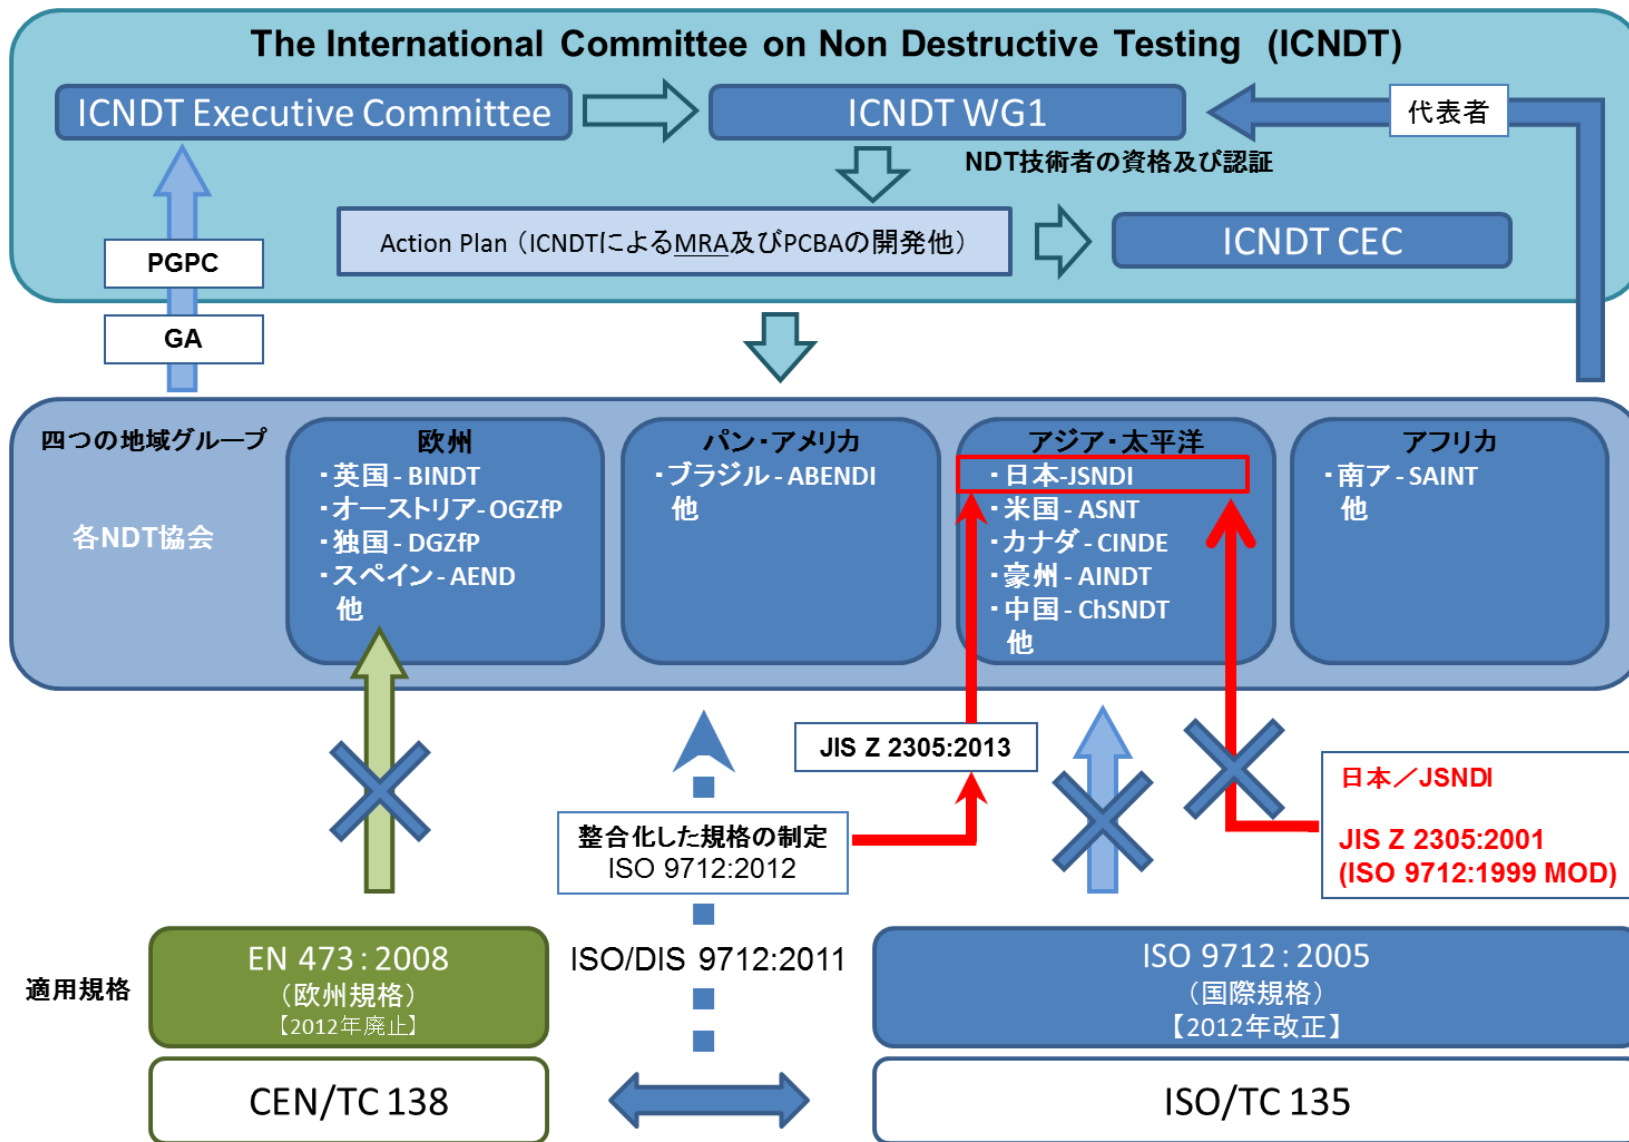 The International Committee on Non Destructive Testing (ICNDT)
ICNDT Executive Committee
ICNDT WG1
代表者
NDT技術者の資格及び認証
Action Plan（ICNDTによるMRA及びPCBAの開発他）
ICNDT CEC
PGPC
GA
四つの地域グループ
各NDT協会
欧州
・英国 - BINDT
・オーストリア - OGZfP
・独国 - DGZfP
・スペイン - AEND
他
パン・アメリカ
・ブラジル - ABENDI
他
アジア・太平洋
・日本-JSNDI
・米国 - ASNT
・カナダ - CINDE
・豪州 - AINDT
・中国 - ChSNDT
他
アフリカ
・南ア - SAINT
他
JIS Z 2305:2013
整合化した規格の制定
ISO 9712:2012
日本／JSNDI
JIS Z 2305:2001
(ISO 9712:1999 MOD)
適用規格
EN 473：2008
（欧州規格）
【2012年廃止】
ISO/DIS 9712:2011
ISO 9712：2005
（国際規格）
【2012年改正】
CEN/TC 138
ISO/TC 135